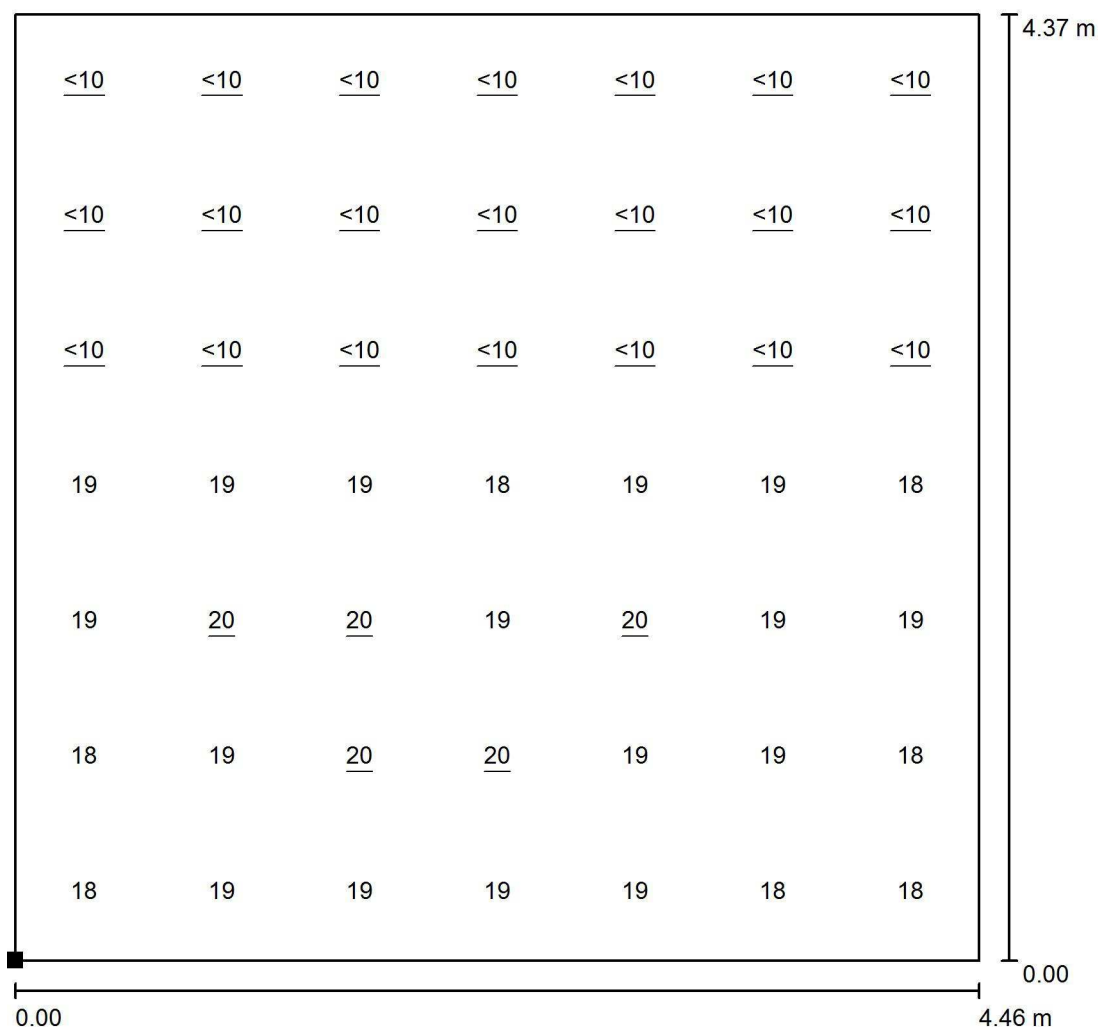 4.37 m
<10 <10 <10 <10 <10 <10 <10
<10 <10 <10 <10 <10 <10 <10
<10 <10 <10 <10 <10 <10 <10
19 19 19 18 19 19 18
19 20 20 19 20 19 19
18 19 20 20 19 19 18
18 19 19 19 19 18 18
0.00
0.00 4.46 m